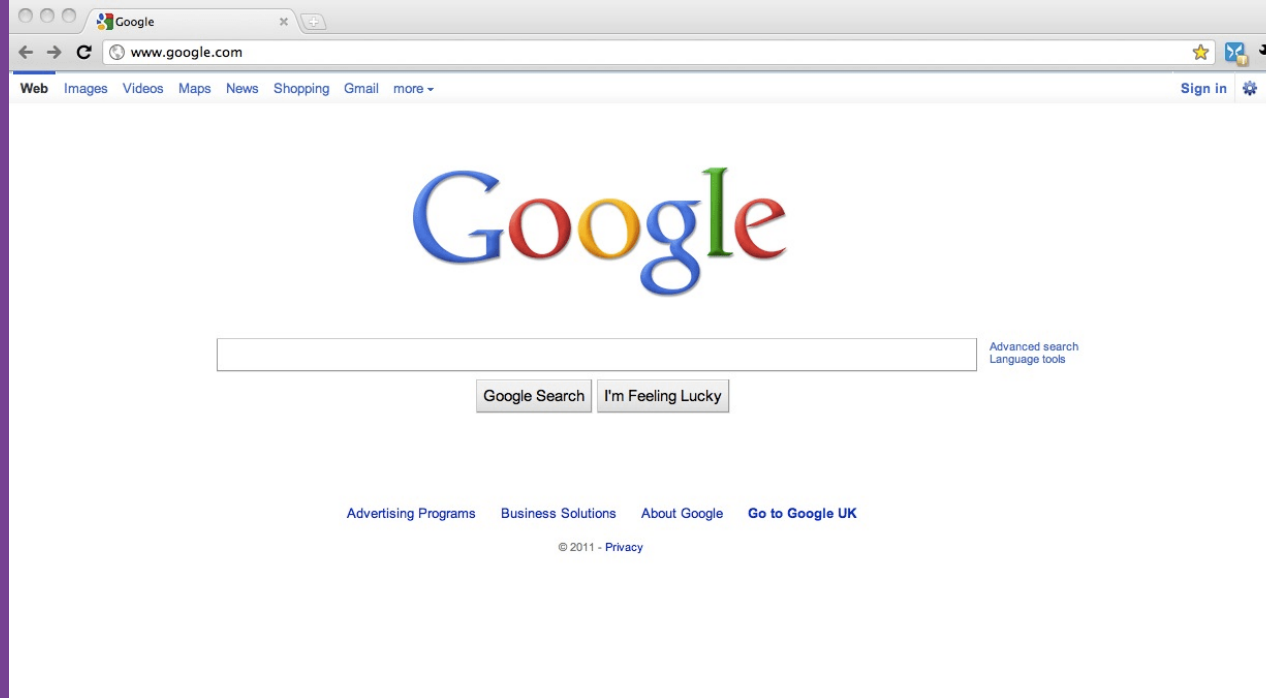 Google
www.google.com
Web Images Videos Maps News Shopping Gmail more Sign in
Google
Advanced search
Language tools
Google Search I'm Feeling Lucky
Advertising Programs Business Solutions About Google Go to Google UK
© 2011 - Privacy